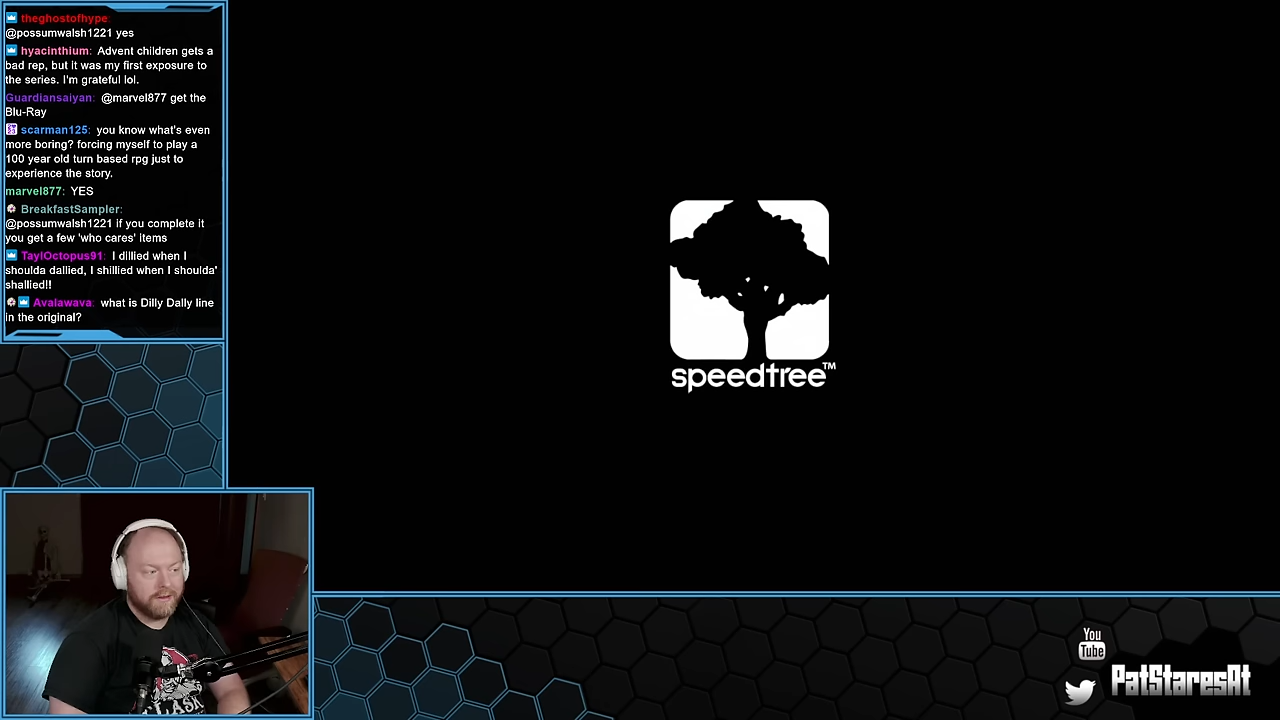 theghostofhype:
@possumwalsh1221 yes
hyacinthium: Advent children gets a
bad rep, but it was my first exposure to
the series. I'm grateful lol.
Guardiansaiyan: @marvel877 get the
Blu-Ray
scarman125: you know what's even
more boring? forcing myself to play a
100 year old turn based rpg just to
experience the story.
marvel877: YES
BreakfastSampler:
@possumwalsh1221 if you complete it
you get a few 'who cares' items
TaylOctopus91: I dillied when I
shoulda dallied, I shillied when I shoulda'
shallied!!
Avalawava: what is Dilly Dally line
in the original?
speedtree™
You
Tube
PatStaresAt